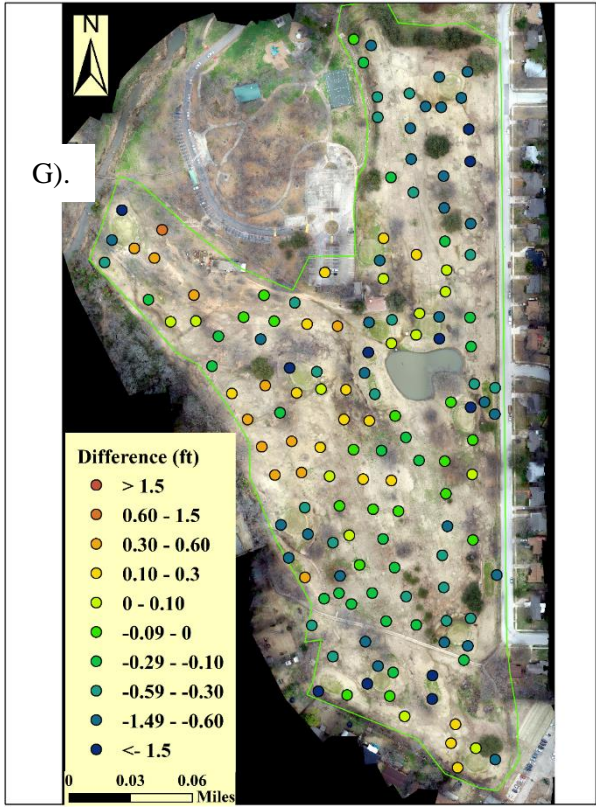 N
G).
Difference (ft)
> 1.5
0.60 - 1.5
0.30 - 0.60
0.10 - 0.3
0 - 0.10
-0.09 - 0
-0.29 - -0.10
-0.59 - -0.30
-1.49 - -0.60
<- 1.5
0 0.03 0.06
Miles